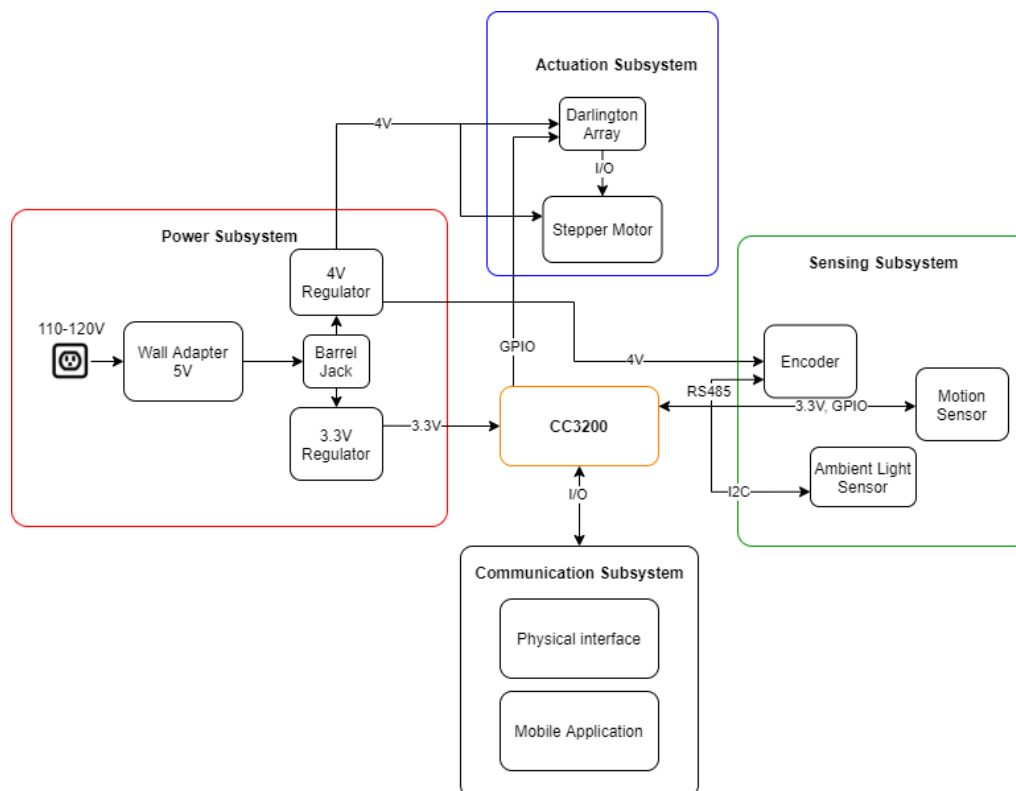 Actuation Subsystem
Darlington
Array
4V
I/O
Stepper Motor
Power Subsystem
4V
Regulator
110-120V
Wall Adapter
5V
Barrel
Jack
3.3V
Regulator
3.3V
GPIO
CC3200
I/O
Sensing Subsystem
4V
Encoder
RS485
3.3V, GPIO
Motion
Sensor
Ambient Light
Sensor
I2C
Communication Subsystem
Physical interface
Mobile Application